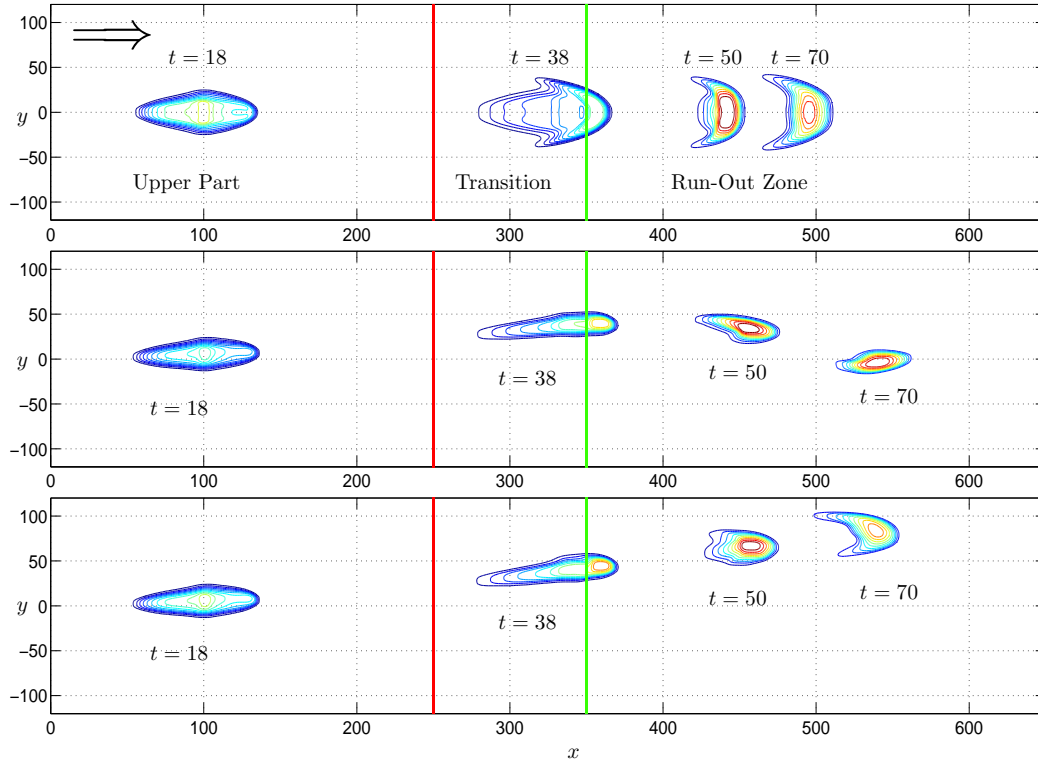 100
t = 18 t = 38 t = 50 t = 70
50
y 0
−50
Upper Part Transition Run-Out Zone
−100
0 100 200 300 400 500 600
100
50
y 0
t = 38 t = 50
t = 70
−50 t = 18
−100
0 100 200 300 400 500 600
100
50
y 0 t = 50 t = 70
t = 38
−50 t = 18
−100
0 100 200 300 400 500 600
x